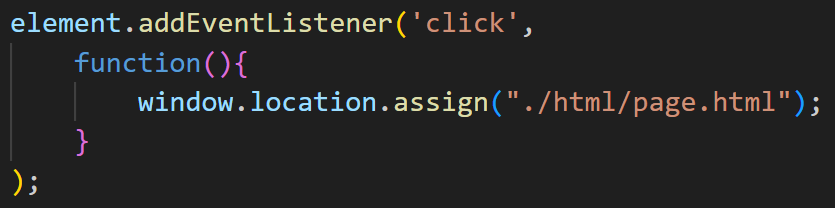 element.addEventListener('click',
    function(){
        window.location.assign("./html/page.html");
    }
);